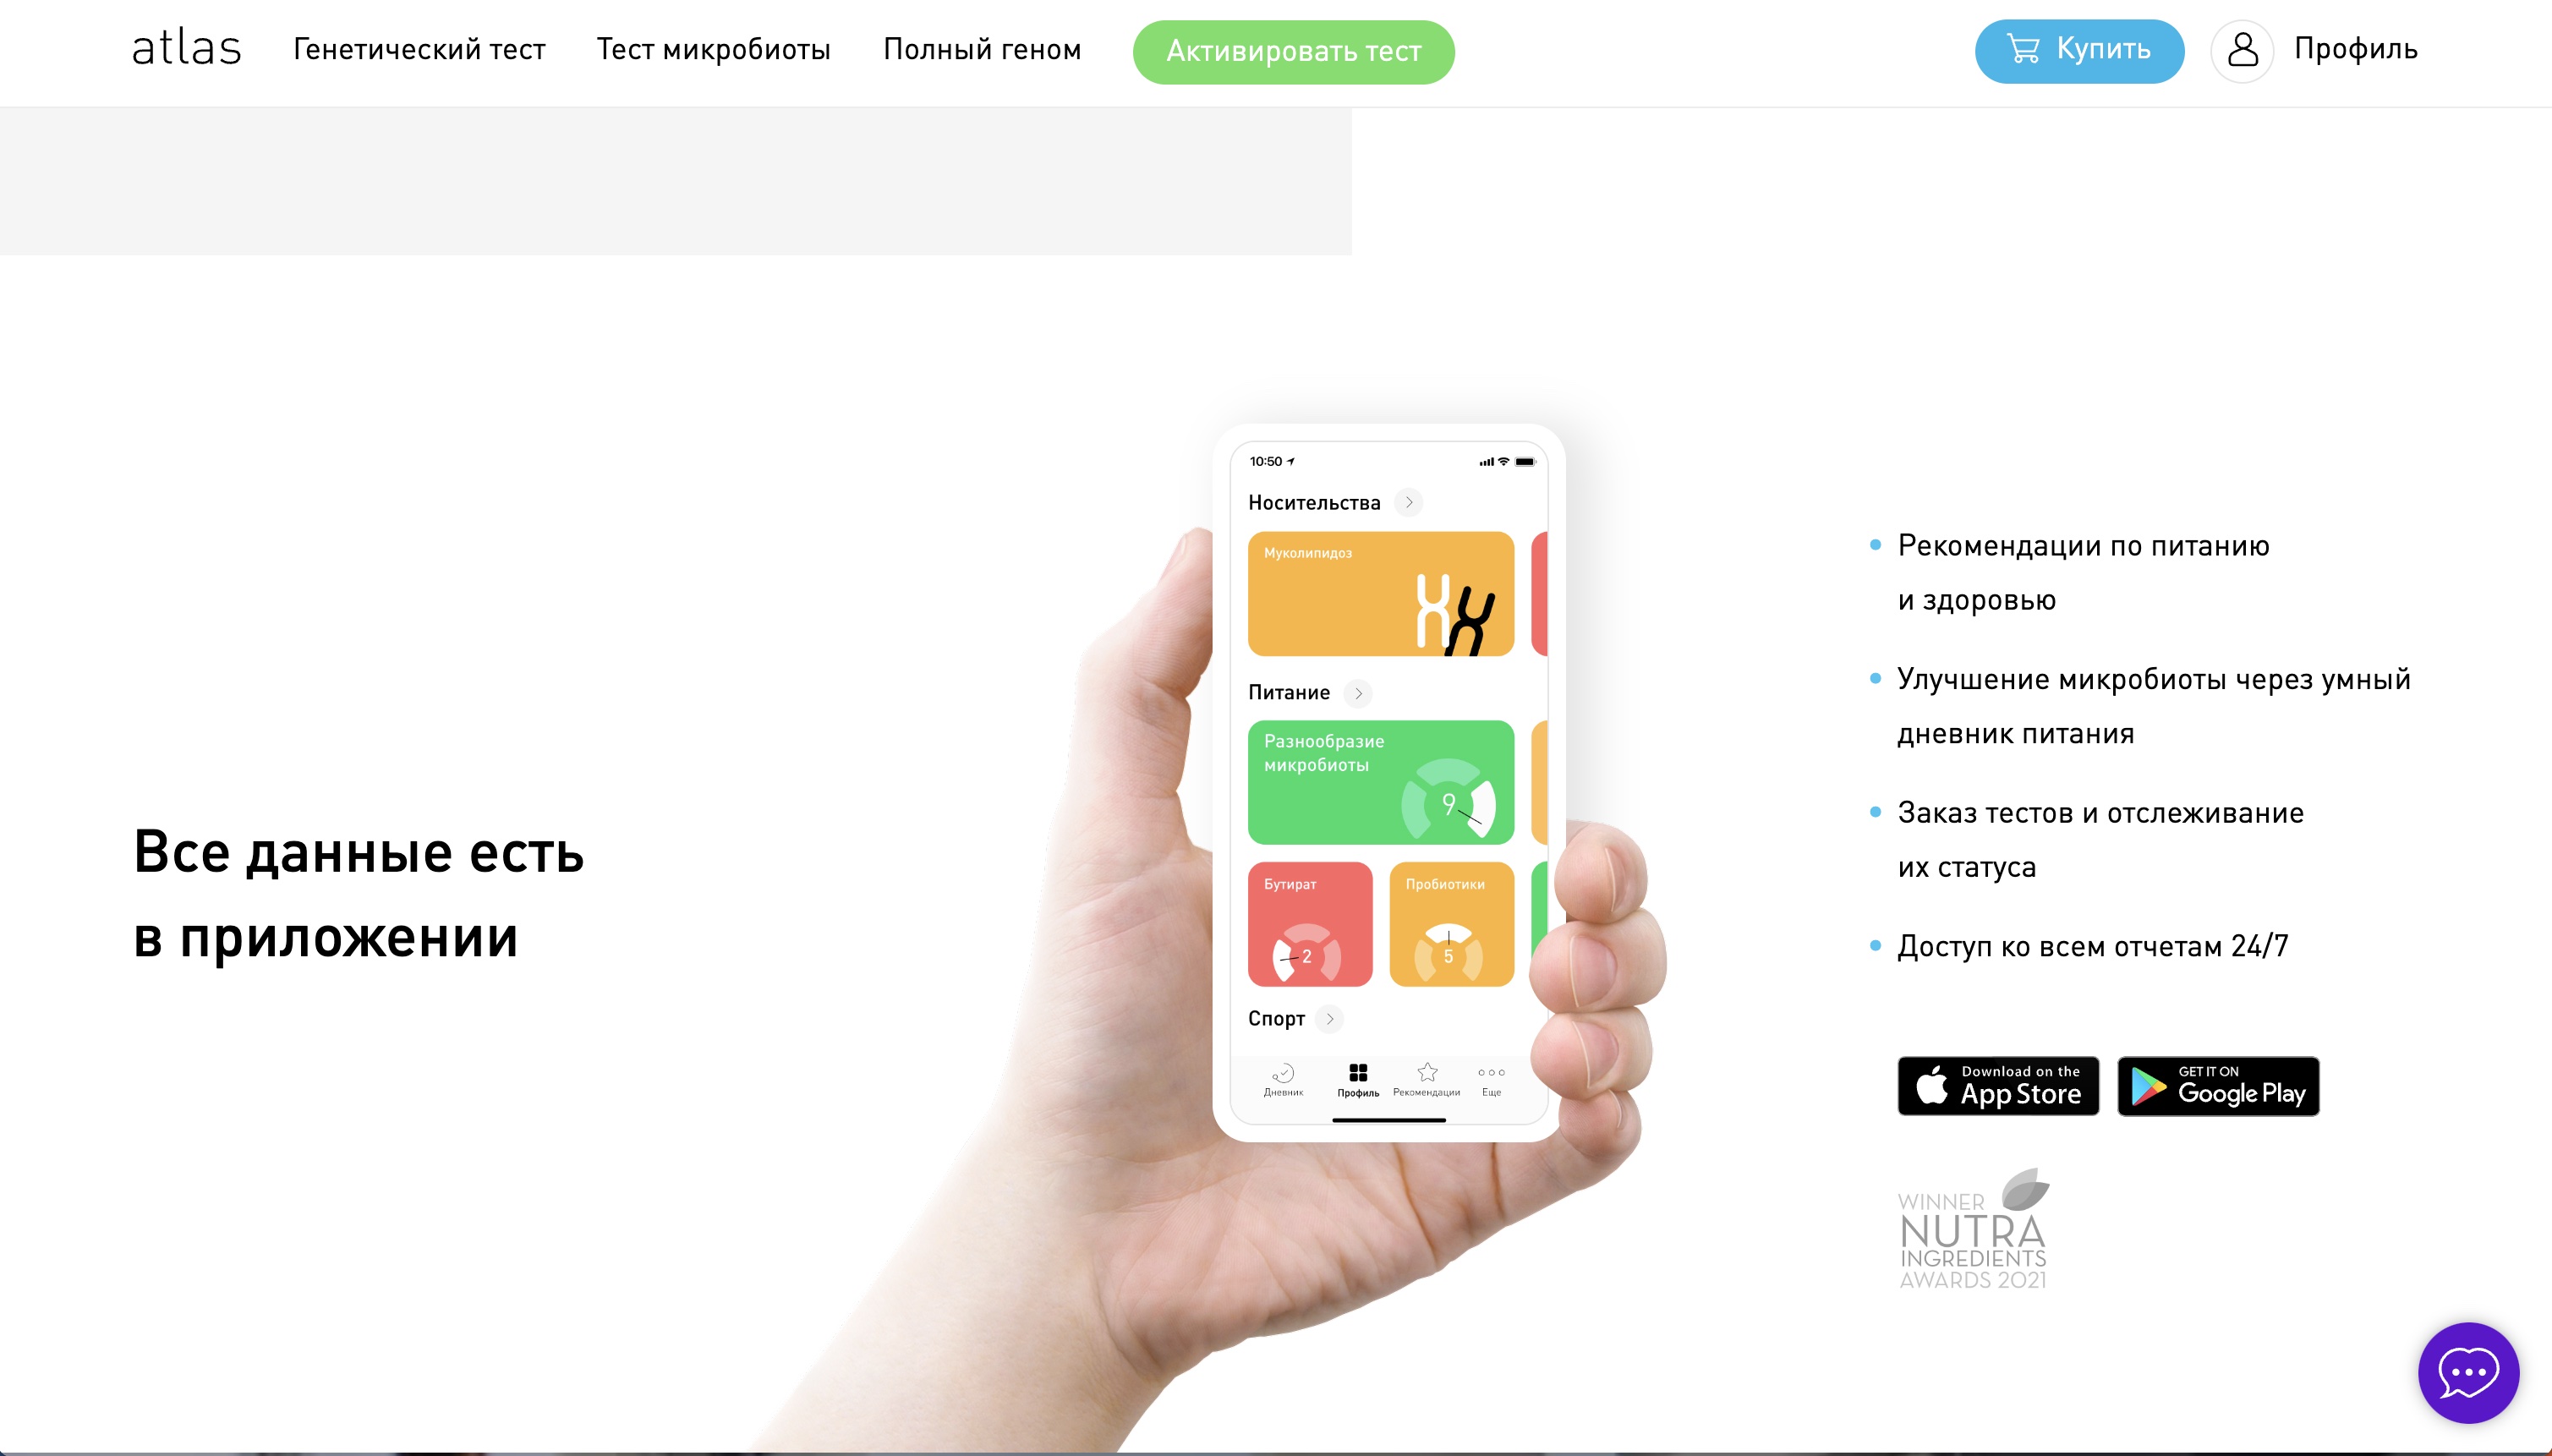 atlas
Генетический тест
Тест микробиоты
Полный геном
Активировать тест
Купить
Профиль
Все данные есть
в приложении
10:50
Носительства
Муколипидоз
Питание
Разнообразие
микробиоты
9
Бутират
2
Пробиотики
5
Спорт
Дневник
Профиль
Рекомендации
Еще
Рекомендации по питанию
и здоровью
Улучшение микробиоты через умный
дневник питания
Заказ тестов и отслеживание
их статуса
Доступ ко всем отчетам 24/7
Download on the
App Store
GET IT ON
Google Play
WINNER
NUTRA
INGREDIENTS
AWARDS 2021